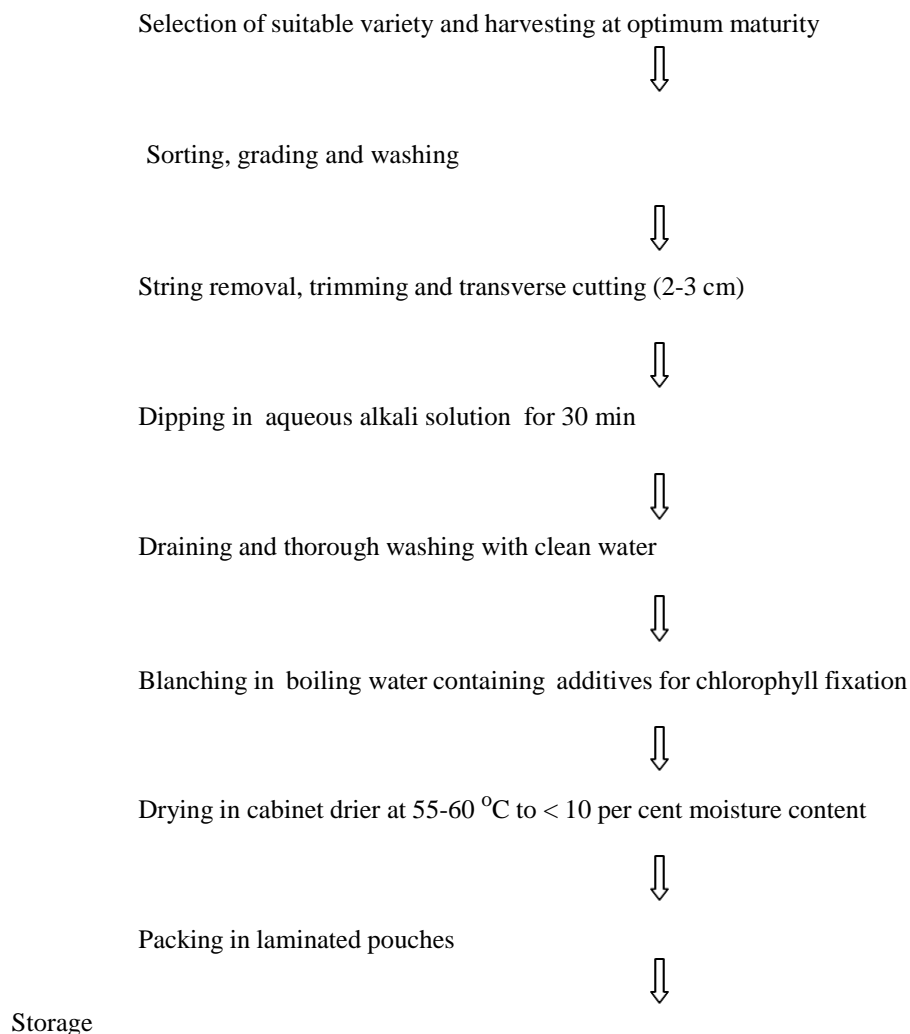 Selection of suitable variety and harvesting at optimum maturity
Sorting, grading and washing
String removal, trimming and transverse cutting (2-3 cm)
Dipping in aqueous alkali solution for 30 min
Draining and thorough washing with clean water
Blanching in boiling water containing additives for chlorophyll fixation
Drying in cabinet drier at 55-60 °C to < 10 per cent moisture content
Packing in laminated pouches
Storage